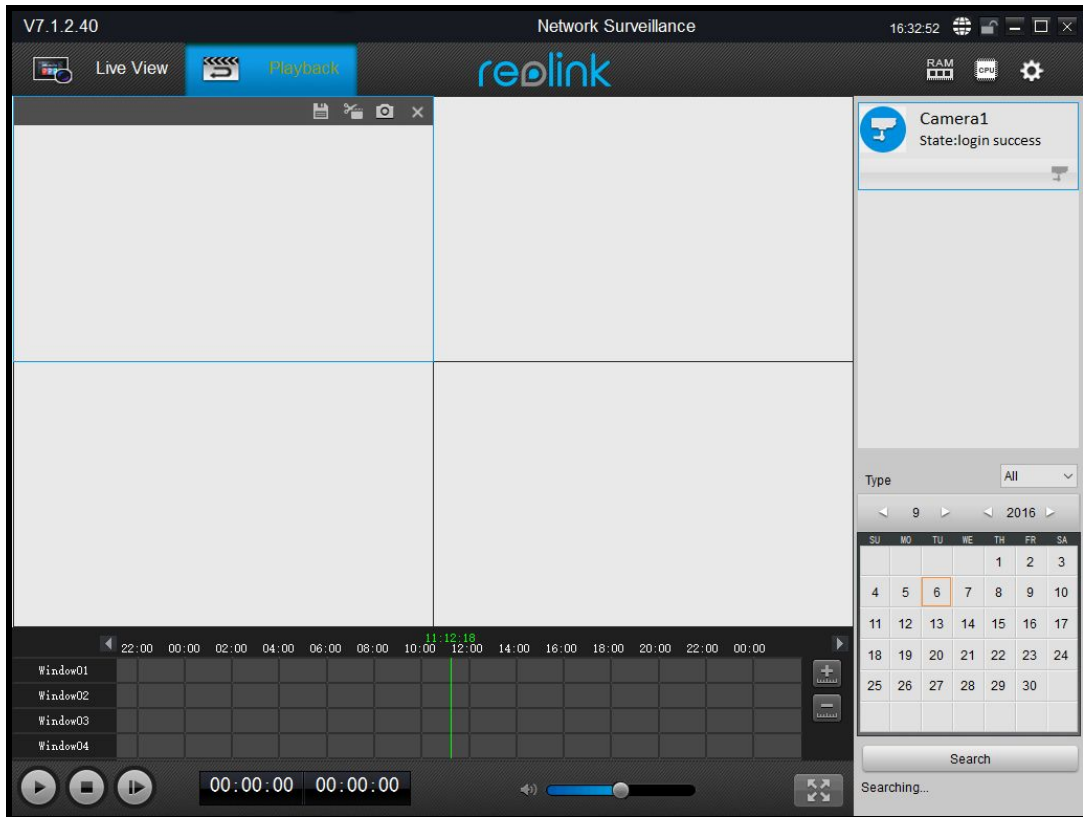 V7.1.2.40 Network Surveillance 16:32:52
Live View Playback reolink RAM CPU
Camera1
State:login success
Type All
9 2016
SU MO TU WE TH FR SA
1 2 3
4 5 6 7 8 9 10
11 12 13 14 15 16 17
18 19 20 21 22 23 24
25 26 27 28 29 30
11:12:18
22:00 00:00 02:00 04:00 06:00 08:00 10:00 12:00 14:00 16:00 18:00 20:00 22:00 00:00
Window01
Window02
Window03
Window04
Search
00:00:00 00:00:00
Searching...